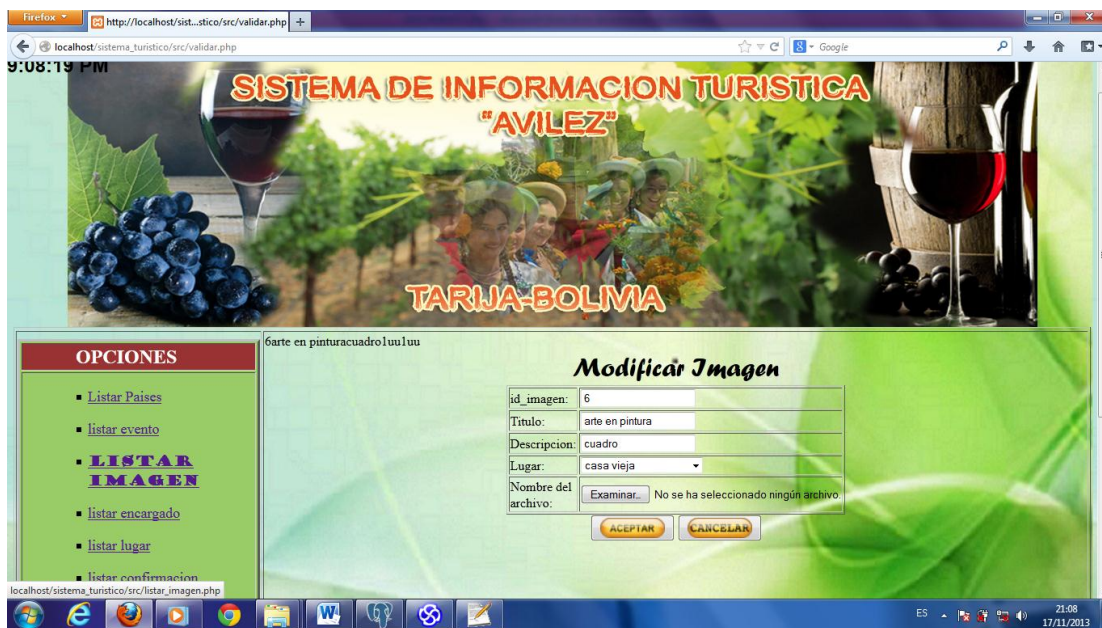 Firefox
http://localhost/sist...stico/src/validar.php
localhost/sistema_turistico/src/validar.php
Google
9:08:19 PM
SISTEMA DE INFORMACION TURISTICA
"AVILEZ"
TARIJA-BOLIVIA
OPCIONES
Listar Paises
listar evento
LISTAR
IMAGEN
listar encargado
listar lugar
listar confirmacion
6arte en pinturacuadro1uu1uu
Modificar Imagen
id_imagen: 6
Titulo: arte en pintura
Descripcion: cuadro
Lugar: casa vieja
Nombre del
archivo: Examinar_ No se ha seleccionado ningún archivo.
ACEPTAR CANCELAR
localhost/sistema_turistico/src/listar_imagen.php
ES
21:08
17/11/2013